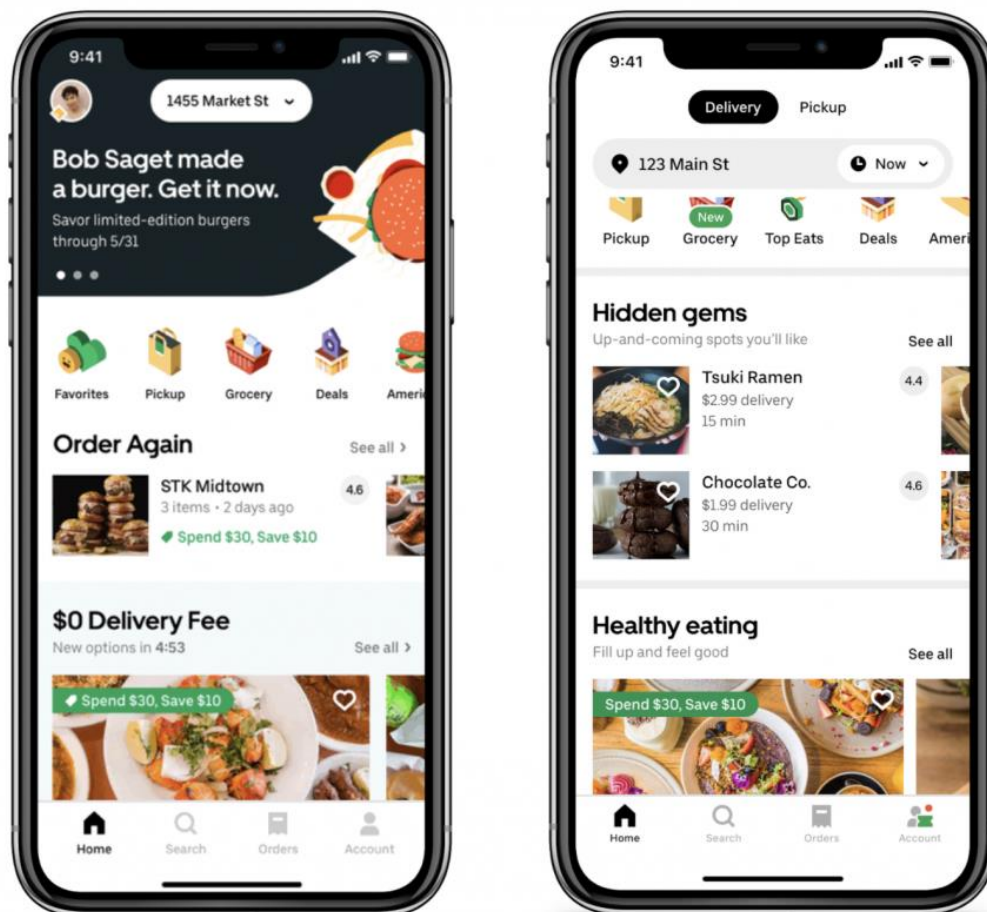 9:41
1455 Market St
Bob Saget made
a burger. Get it now.
Savor limited-edition burgers
through 5/31
Favorites
Pickup
Grocery
Deals
Ameri
Order Again
See all >
STK Midtown
4.6
3 items • 2 days ago
Spend $30, Save $10
$0 Delivery Fee
New options in 4:53
See all >
Spend $30, Save $10
Home
Search
Orders
Account
9:41
Delivery
Pickup
123 Main St
Now
New
Pickup
Grocery
Top Eats
Deals
Ameri
Hidden gems
Up-and-coming spots you'll like
See all
Tsuki Ramen
4.4
$2.99 delivery
15 min
Chocolate Co.
4.6
$1.99 delivery
30 min
Healthy eating
Fill up and feel good
See all
Spend $30, Save $10
Home
Search
Orders
Account